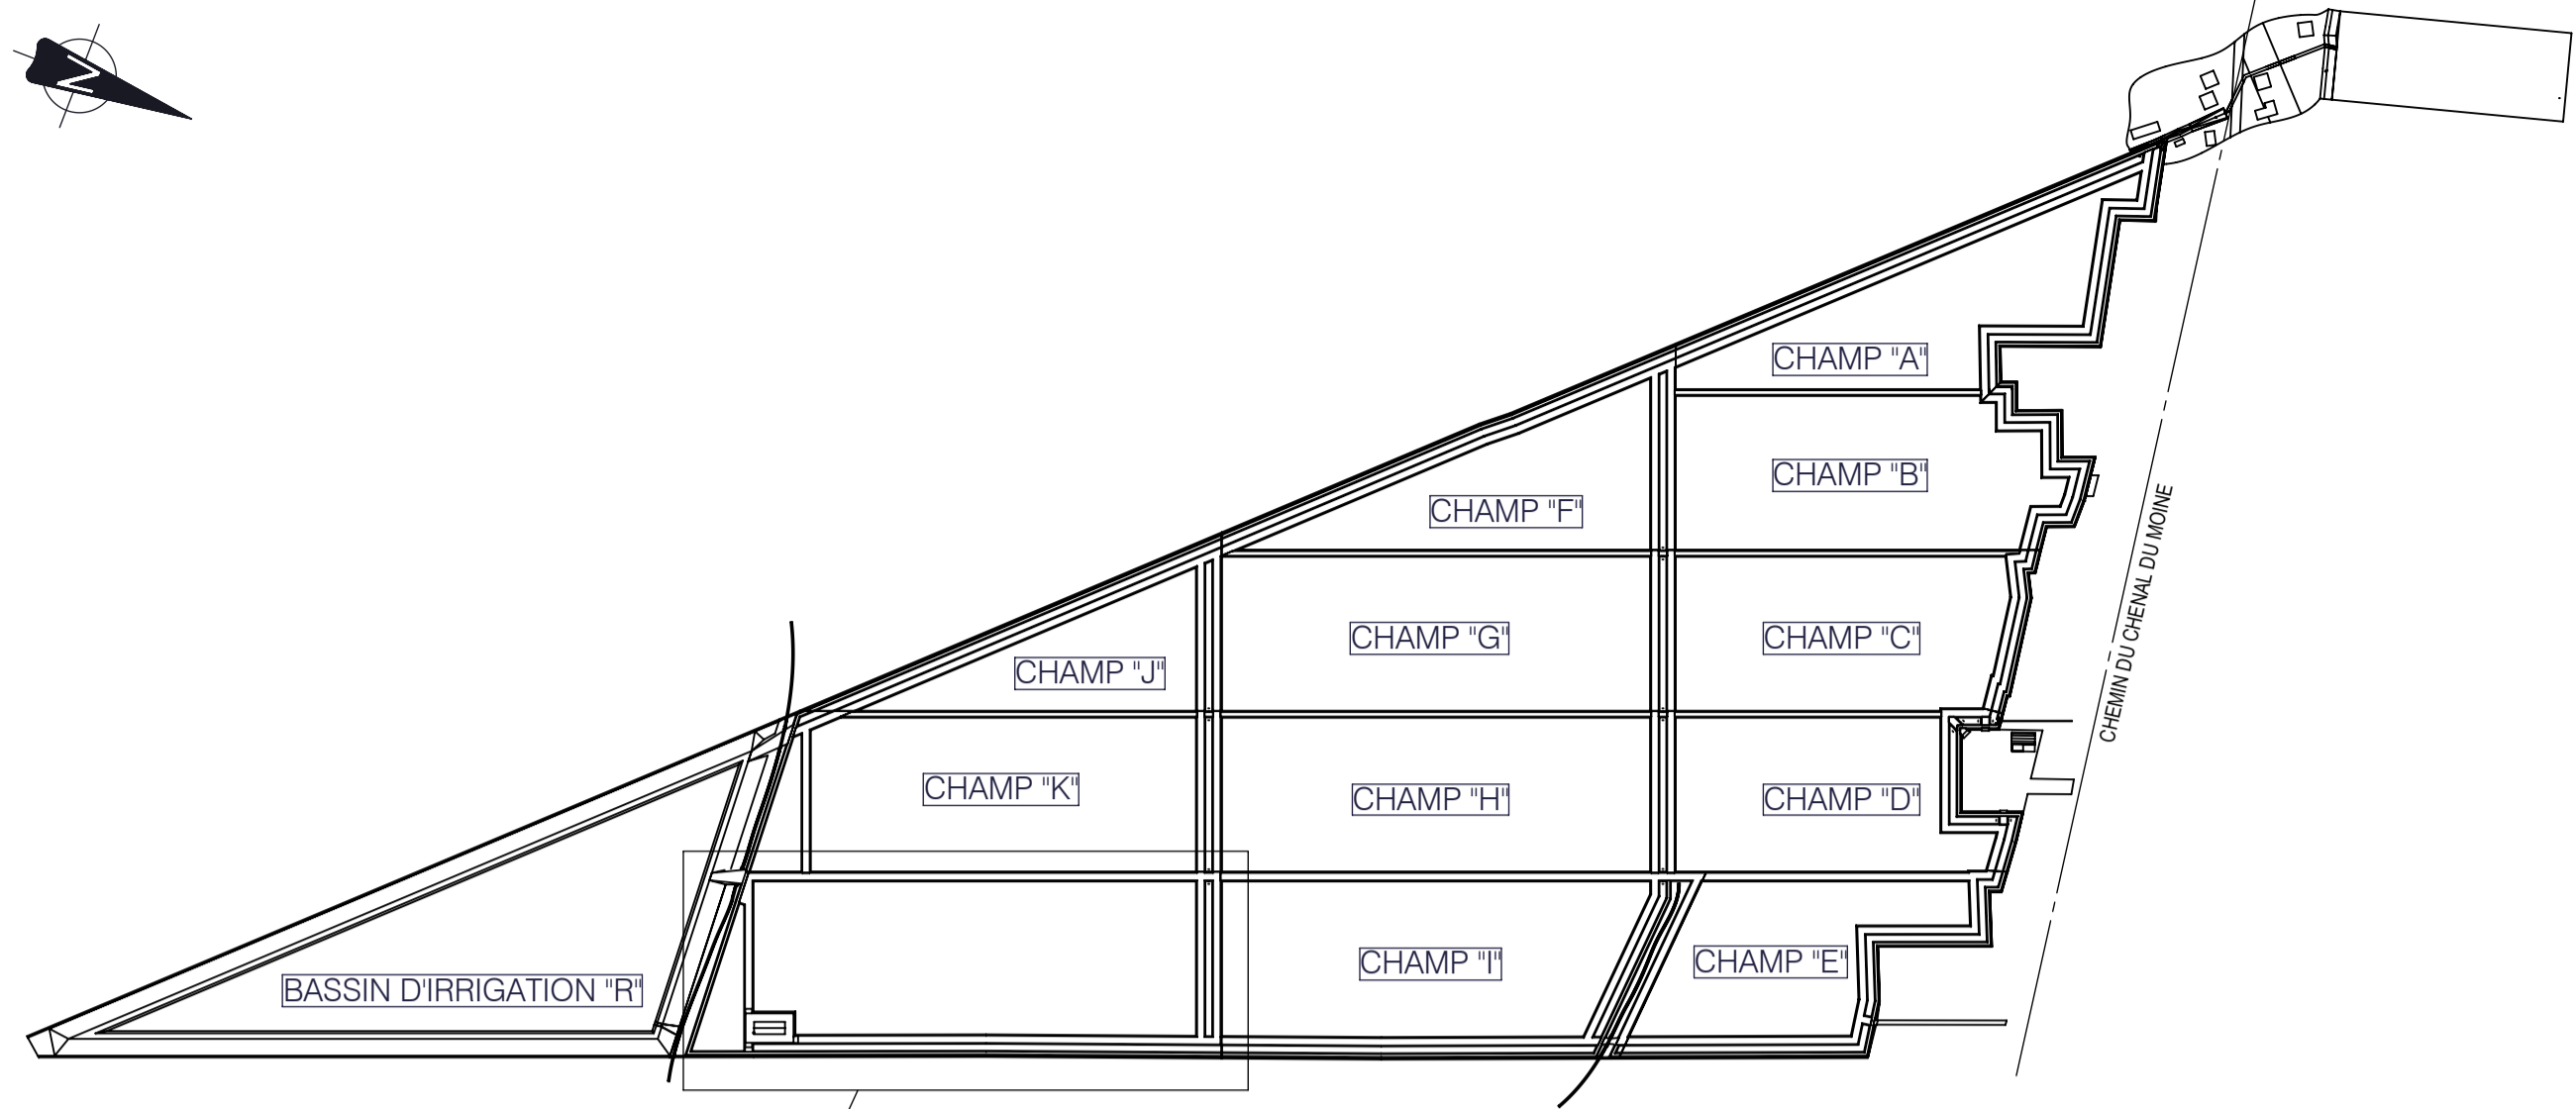 N
CHAMP "A"
CHAMP "B"
CHAMP "F"
CHAMP "G"
CHAMP "C"
CHEMIN DU CHENAL DU MOINE
CHAMP "J"
CHAMP "K"
CHAMP "H"
CHAMP "D"
CHAMP "I"
CHAMP "E"
BASSIN D'IRRIGATION "R"